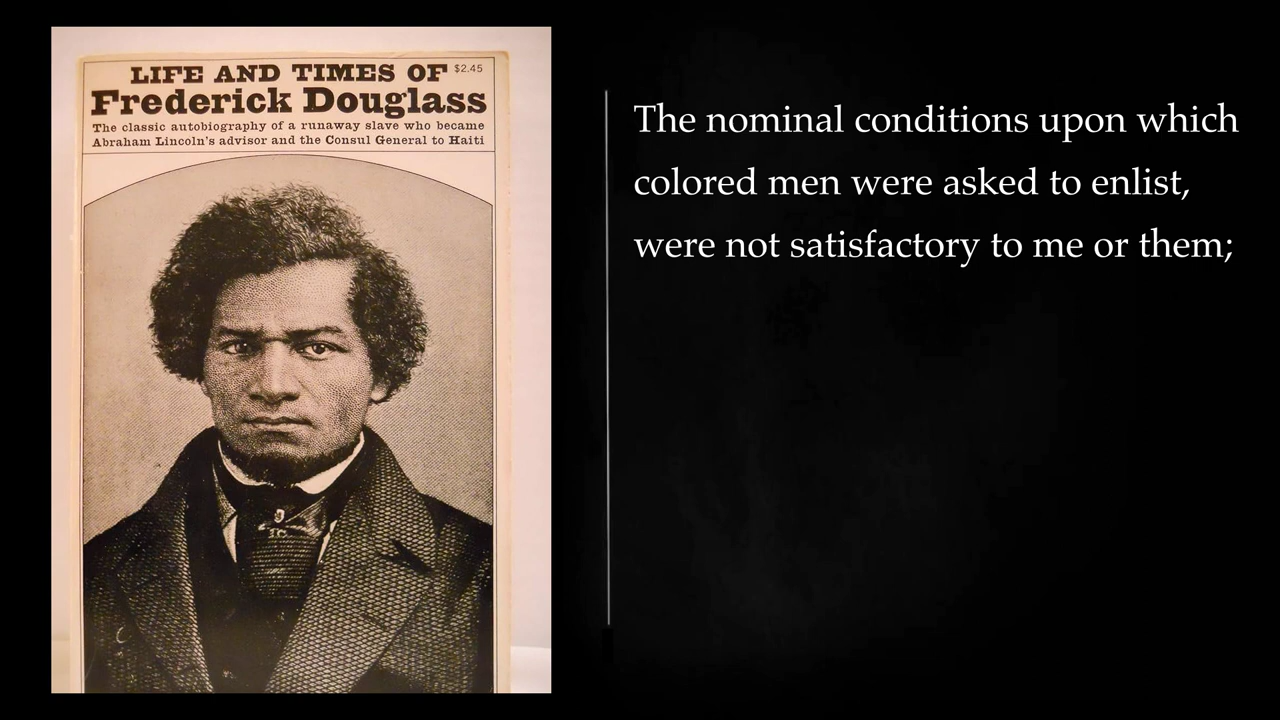 LIFE AND TIMES OF $2.45
Frederick Douglass
The classic autobiography of a runaway slave who became
Abraham Lincoln's advisor and the Consul General to Haiti
The nominal conditions upon which
colored men were asked to enlist,
were not satisfactory to me or them;